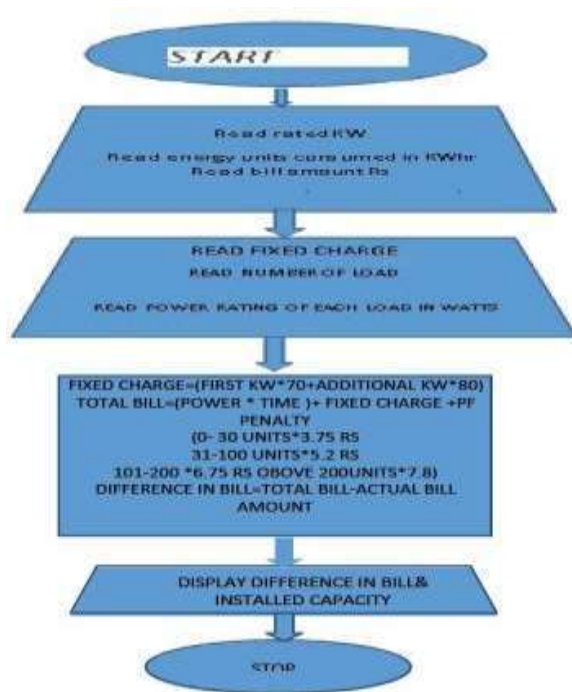 START
Read rated KW
Read energy units consumed in KWhr
Read bill amount Rs
READ FIXED CHARGE
READ NUMBER OF LOAD
READ POWER RATING OF EACH LOAD IN WATTS
FIXED CHARGE=(FIRST KW*70+ADDITIONAL KW*80)
TOTAL BILL=(POWER * TIME )+ FIXED CHARGE +PF
PENALTY
(0- 30 UNITS*3.75 RS
31-100 UNITS*5.2 RS
101-200 *6.75 RS OBOVE 200UNITS*7.8)
DIFFERENCE IN BILL=TOTAL BILL-ACTUAL BILL
AMOUNT
DISPLAY DIFFERENCE IN BILL&
INSTALLED CAPACITY
STOP